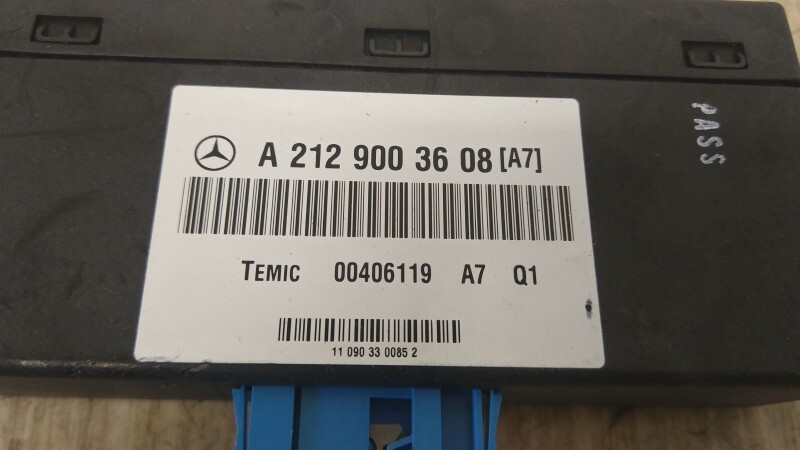 A 212 900 36 08 [A7]
TEMIC 00406119 A7 Q1
11 090 33 0085 2
PASS